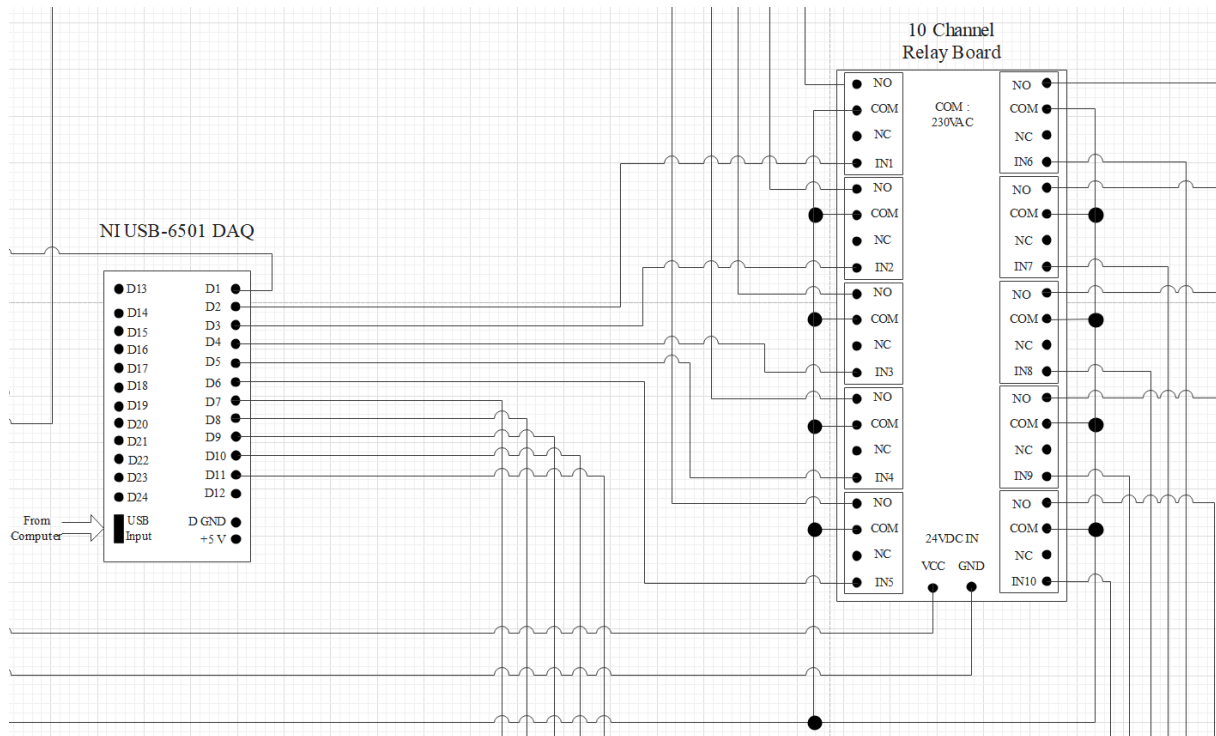 10 Channel
Relay Board
NO
COM
NC
IN1
NO
COM
NC
IN2
NO
COM
NC
IN3
NO
COM
NC
IN4
NO
COM
NC
IN5
COM :
230VAC
24VDC IN
VCC GND
NO
COM
NC
IN6
NO
COM
NC
IN7
NO
COM
NC
IN8
NO
COM
NC
IN9
NO
COM
NC
IN10
NI USB-6501 DAQ
D13
D14
D15
D16
D17
D18
D19
D20
D21
D22
D23
D24
USB
Input
D1
D2
D3
D4
D5
D6
D7
D8
D9
D10
D11
D12
D GND
+5 V
From
Computer